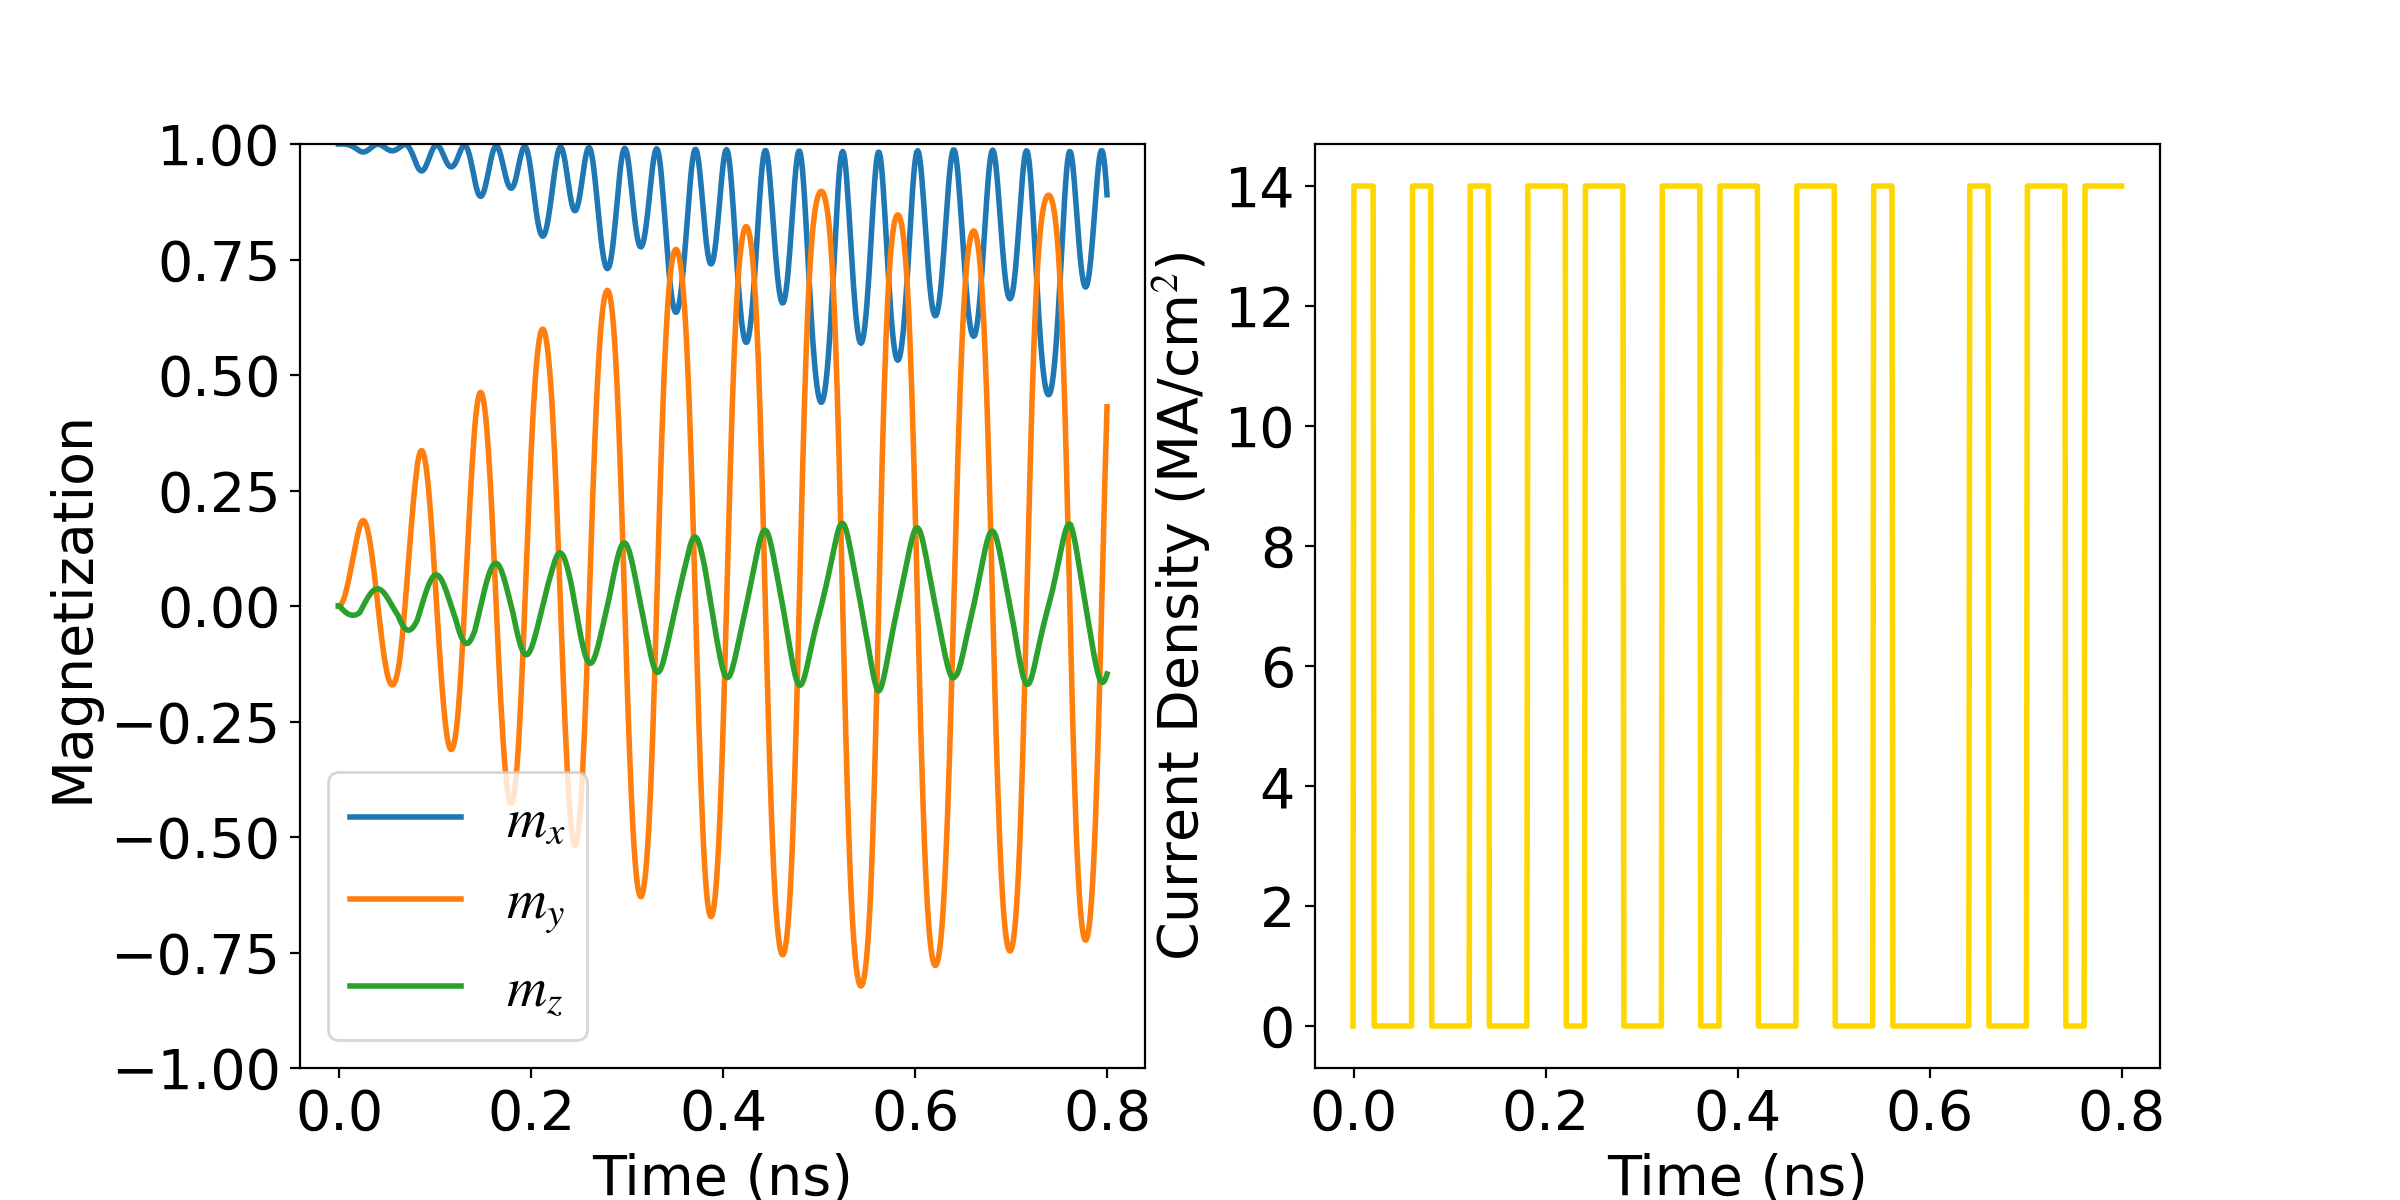 Magnetization
1.00
0.75
0.50
0.25
0.00
−0.25
−0.50
−0.75
−1.00
m_x
m_y
m_z
0.0 0.2 0.4 0.6 0.8
Time (ns)
Current Density (MA/cm²)
14
12
10
8
6
4
2
0
0.0 0.2 0.4 0.6 0.8
Time (ns)